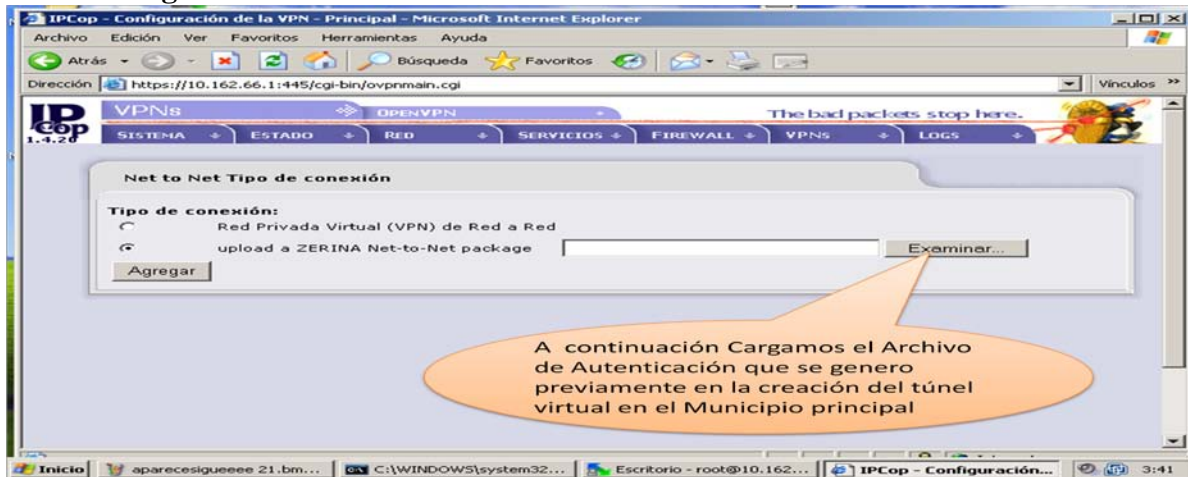 IPCop - Configuración de la VPN - Principal - Microsoft Internet Explorer
Archivo Edición Ver Favoritos Herramientas Ayuda
Atrás Búsqueda Favoritos
Dirección https://10.162.66.1:445/cgi-bin/ovpnmain.cgi Vínculos
IP cop 1.4.20
VPNs OPENVPN The bad packets stop here.
SISTEMA ESTADO RED SERVICIOS FIREWALL VPNS LOGS
Net to Net Tipo de conexión
Tipo de conexión:
Red Privada Virtual (VPN) de Red a Red
upload a ZERINA Net-to-Net package Examinar...
Agregar
A continuación Cargamos el Archivo
de Autenticación que se genero
previamente en la creación del túnel
virtual en el Municipio principal
Inicio aparecesigueeee 21.bm... C:\WINDOWS\system32... Escritorio - root@10.162... IPCop - Configuración... 3:41